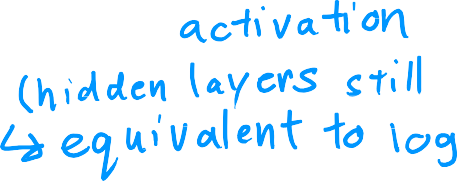 activation
(hidden layers still
↳ equivalent to log